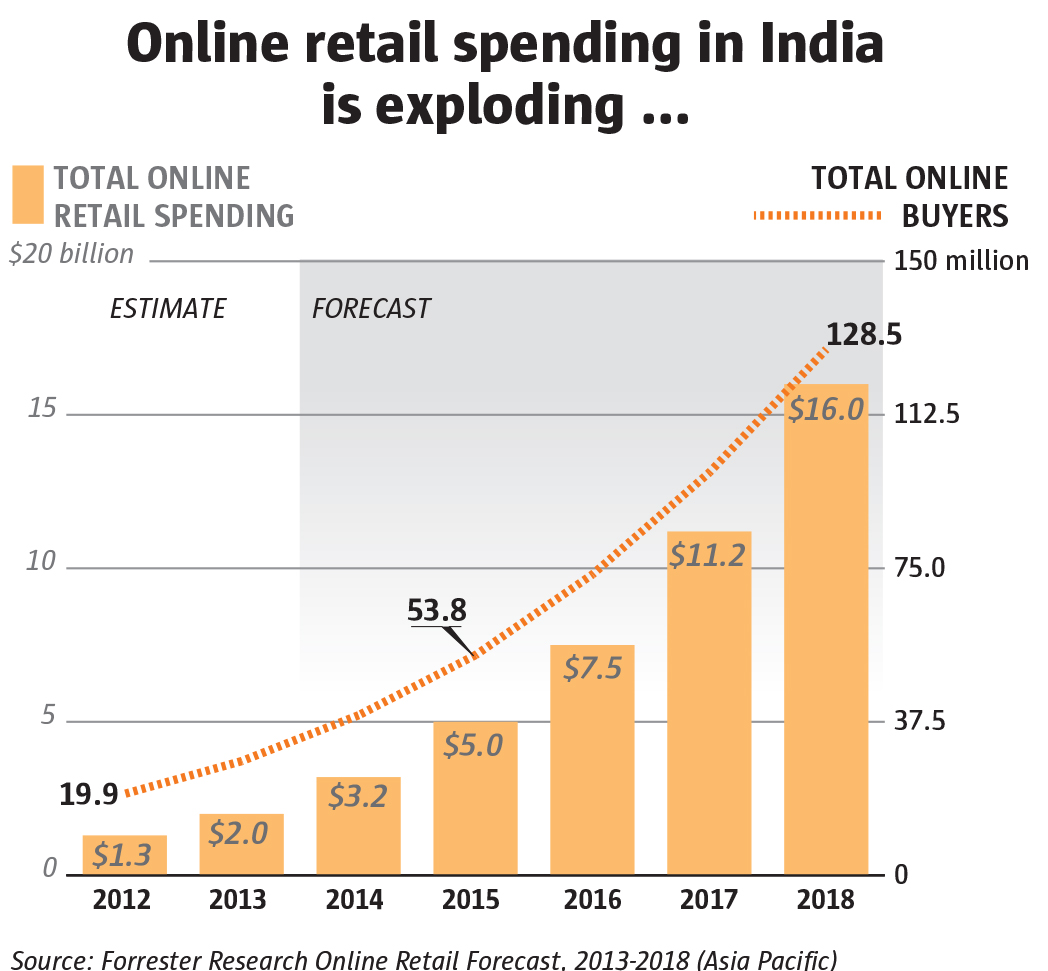 Online retail spending in India
is exploding ...
TOTAL ONLINE
RETAIL SPENDING
TOTAL ONLINE
BUYERS
$20 billion
150 million
ESTIMATE
FORECAST
128.5
15
$16.0
112.5
10
$11.2
75.0
53.8
$7.5
5
$5.0
37.5
19.9
$3.2
$2.0
$1.3
0
0
2012 2013 2014 2015 2016 2017 2018
Source: Forrester Research Online Retail Forecast, 2013-2018 (Asia Pacific)